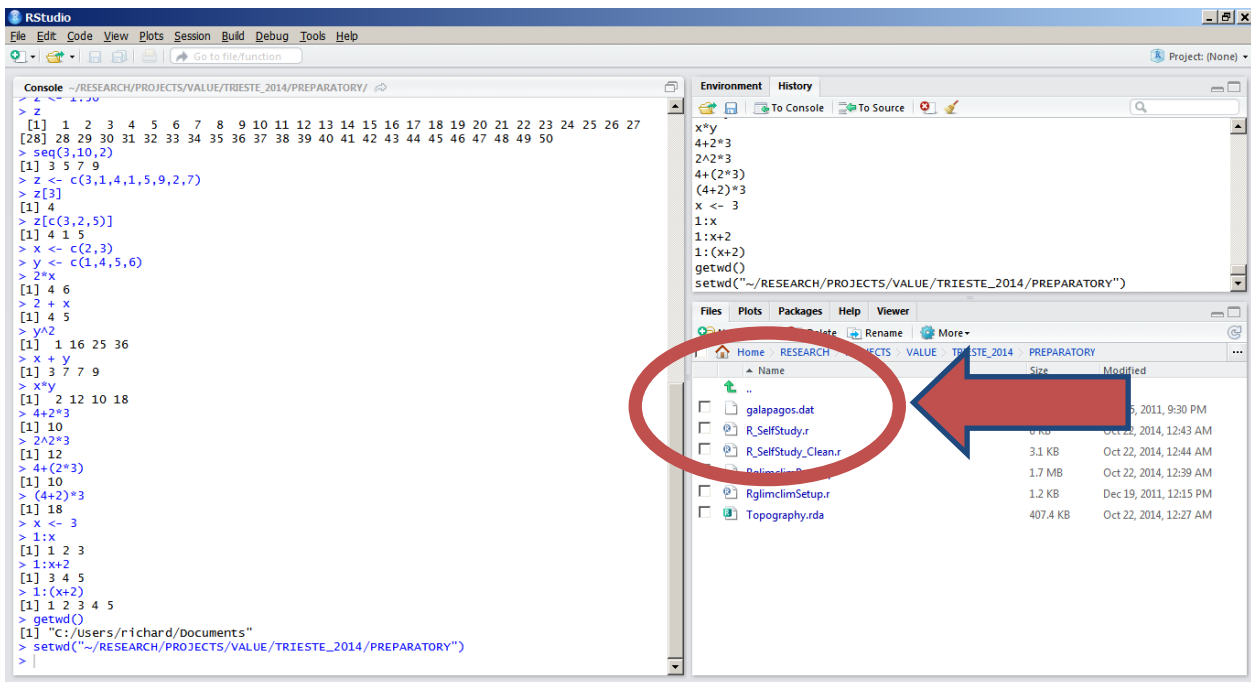 RStudio
File Edit Code View Plots Session Build Debug Tools Help
Go to file/function
Project: (None)
Console ~/RESEARCH/PROJECTS/VALUE/TRIESTE_2014/PREPARATORY/
> z <- 1:50
> z
[1] 1 2 3 4 5 6 7 8 9 10 11 12 13 14 15 16 17 18 19 20 21 22 23 24 25 26 27
[28] 28 29 30 31 32 33 34 35 36 37 38 39 40 41 42 43 44 45 46 47 48 49 50
> seq(3,10,2)
[1] 3 5 7 9
> z <- c(3,1,4,1,5,9,2,7)
> z[3]
[1] 4
> z[c(3,2,5)]
[1] 4 1 5
> x <- c(2,3)
> y <- c(1,4,5,6)
> 2*x
[1] 4 6
> 2 + x
[1] 4 5
> y^2
[1] 1 16 25 36
> x + y
[1] 3 7 7 9
> x*y
[1] 2 12 10 18
> 4+2*3
[1] 10
> 2^2*3
[1] 12
> 4+(2*3)
[1] 10
> (4+2)*3
[1] 18
> x <- 3
> 1:x
[1] 1 2 3
> 1:x+2
[1] 3 4 5
> 1:(x+2)
[1] 1 2 3 4 5
> getwd()
[1] "C:/Users/richard/Documents"
> setwd("~/RESEARCH/PROJECTS/VALUE/TRIESTE_2014/PREPARATORY")
>
Environment History
To Console To Source
x*y
4+2*3
2^2*3
4+(2*3)
(4+2)*3
x <- 3
1:x
1:x+2
1:(x+2)
getwd()
setwd("~/RESEARCH/PROJECTS/VALUE/TRIESTE_2014/PREPARATORY")
Files Plots Packages Help Viewer
Delete Rename More
Home RESEARCH PROJECTS VALUE TRIESTE_2014 PREPARATORY ...
Name Size Modified
..
galapagos.dat 5, 2011, 9:30 PM
R_SelfStudy.r Oct 22, 2014, 12:43 AM
R_SelfStudy_Clean.r 3.1 KB Oct 22, 2014, 12:44 AM
1.7 MB Oct 22, 2014, 12:39 AM
RglimclimSetup.r 1.2 KB Dec 19, 2011, 12:15 PM
Topography.rda 407.4 KB Oct 22, 2014, 12:27 AM